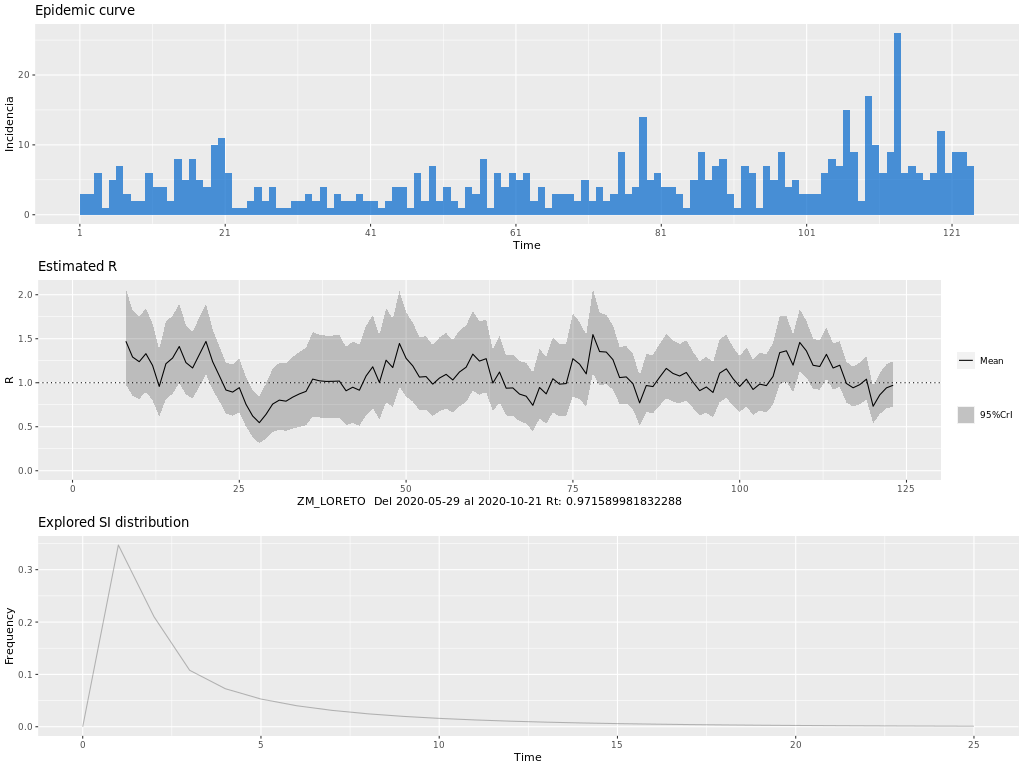 Epidemic curve
Incidencia
20
10
0
1 21 41 61 81 101 121
Time
Estimated R
R
2.0
1.5
1.0
0.5
0.0
0 25 50 75 100 125
ZM_LORETO Del 2020-05-29 al 2020-10-21 Rt: 0.971589981832288
Mean
95%CrI
Explored SI distribution
Frequency
0.3
0.2
0.1
0.0
0 5 10 15 20 25
Time